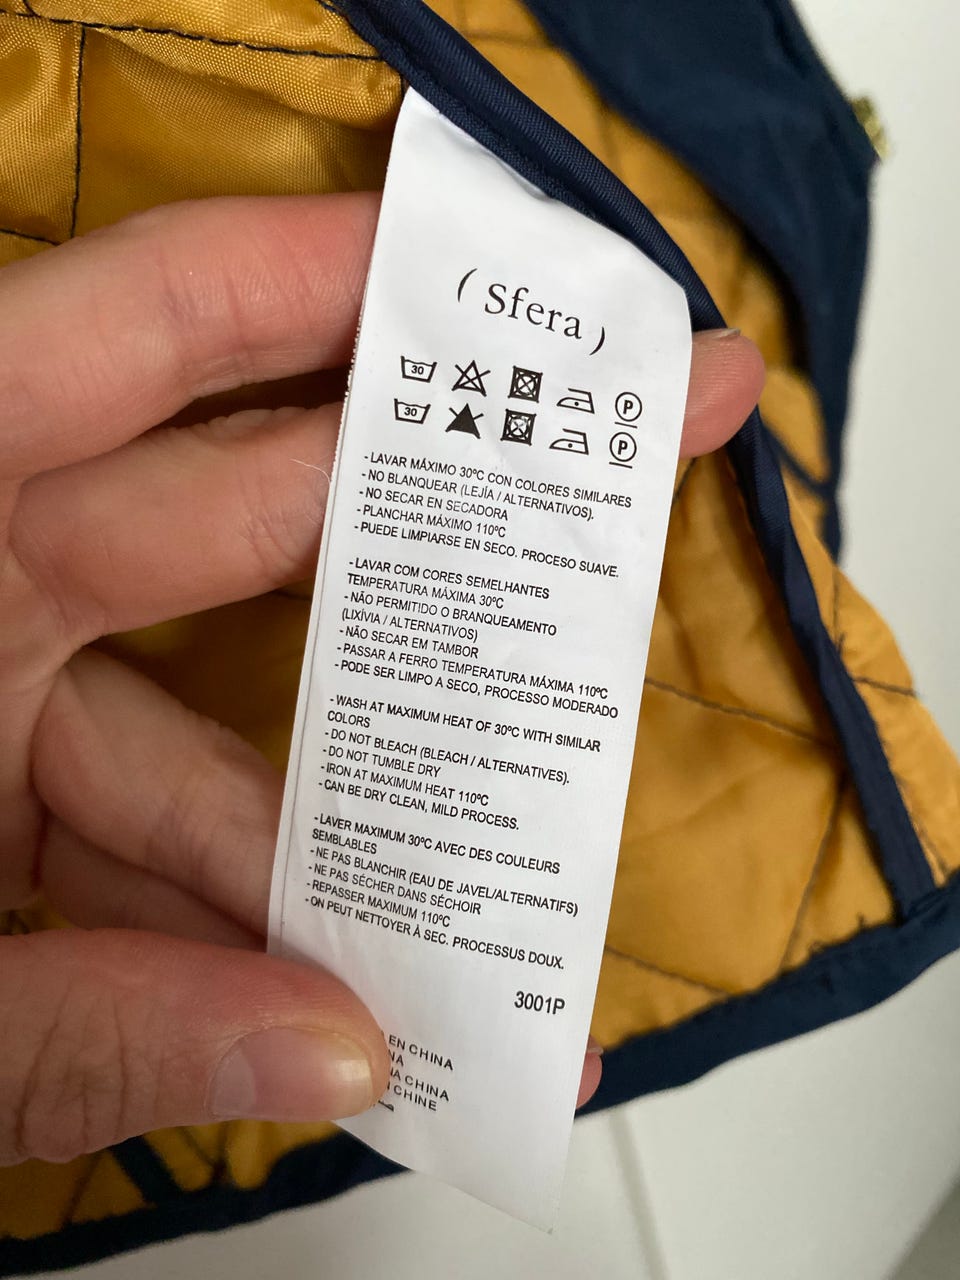 ( Sfera )
30 P
30 P
- LAVAR MÁXIMO 30ºC CON COLORES SIMILARES
- NO BLANQUEAR (LEJÍA / ALTERNATIVOS).
- NO SECAR EN SECADORA
- PLANCHAR MÁXIMO 110ºC
- PUEDE LIMPIARSE EN SECO. PROCESO SUAVE.
- LAVAR COM CORES SEMELHANTES
TEMPERATURA MÁXIMA 30ºC
- NÃO PERMITIDO O BRANQUEAMENTO
(LIXÍVIA / ALTERNATIVOS)
- NÃO SECAR EM TAMBOR
- PASSAR A FERRO TEMPERATURA MÁXIMA 110ºC
- PODE SER LIMPO A SECO, PROCESSO MODERADO
- WASH AT MAXIMUM HEAT OF 30ºC WITH SIMILAR
COLORS
- DO NOT BLEACH (BLEACH / ALTERNATIVES).
- DO NOT TUMBLE DRY
- IRON AT MAXIMUM HEAT 110ºC
- CAN BE DRY CLEAN, MILD PROCESS.
- LAVER MAXIMUM 30ºC AVEC DES COULEURS
SEMBLABLES
- NE PAS BLANCHIR (EAU DE JAVEL/ALTERNATIFS)
- NE PAS SÉCHER DANS SÉCHOIR
- REPASSER MAXIMUM 110ºC
- ON PEUT NETTOYER À SEC. PROCESSUS DOUX.
3001P
EN CHINA
NA
NA CHINA
CHINE